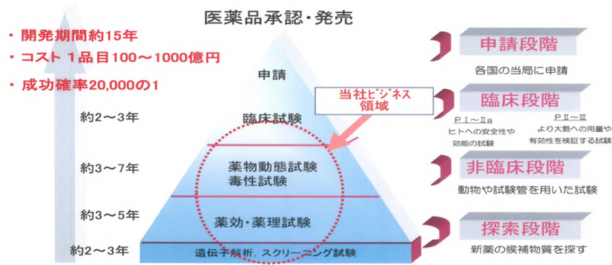 医薬品承認・発売
・開発期間約15年
・コスト 1品目100～1000億円
・成功確率20,000の1
申請
当社ビジネス
領域
約2～3年
臨床試験
約3～7年
薬物動態試験
毒性試験
約3～5年
薬効・薬理試験
約2～3年
遺伝子解析、スクリーニング試験
申請段階
各国の当局に申請
臨床段階
PⅠ～Ⅱa
ヒトへの安全性や
効能の試験
PⅡ～Ⅲ
より大勢への用量や
有効性を検証する試験
非臨床段階
動物や試験管を用いた試験
探索段階
新薬の候補物質を探す